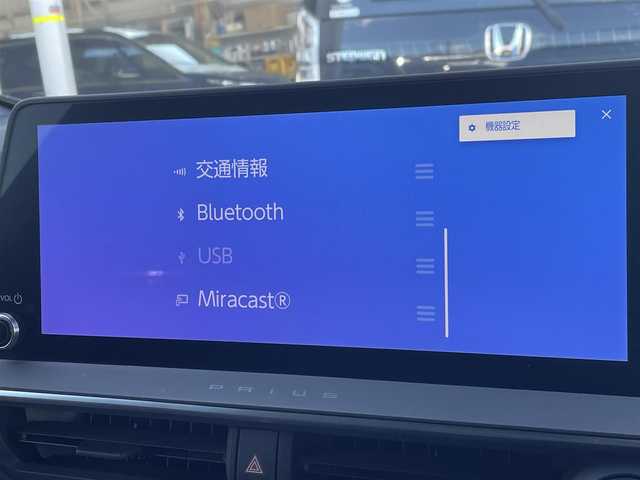 STEPWGN
機器設定
交通情報
Bluetooth
USB
Miracast®
VOL
PRIUS